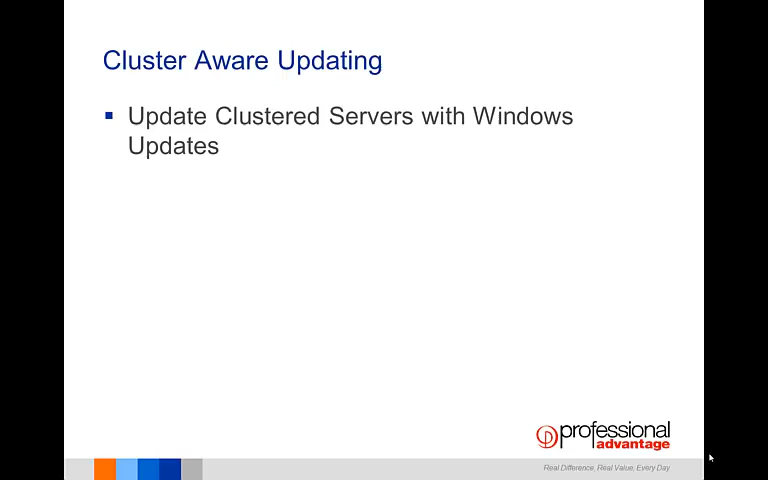 Cluster Aware Updating
Update Clustered Servers with Windows
Updates
professional
advantage
Real Difference, Real Value, Every Day